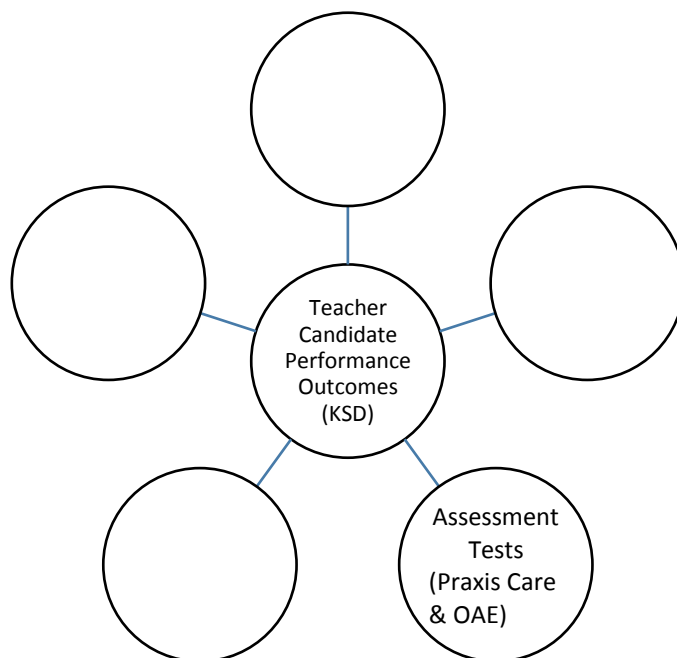 Teacher
Candidate
Performance
Outcomes
(KSD)
Assessment
Tests
(Praxis Care
& OAE)